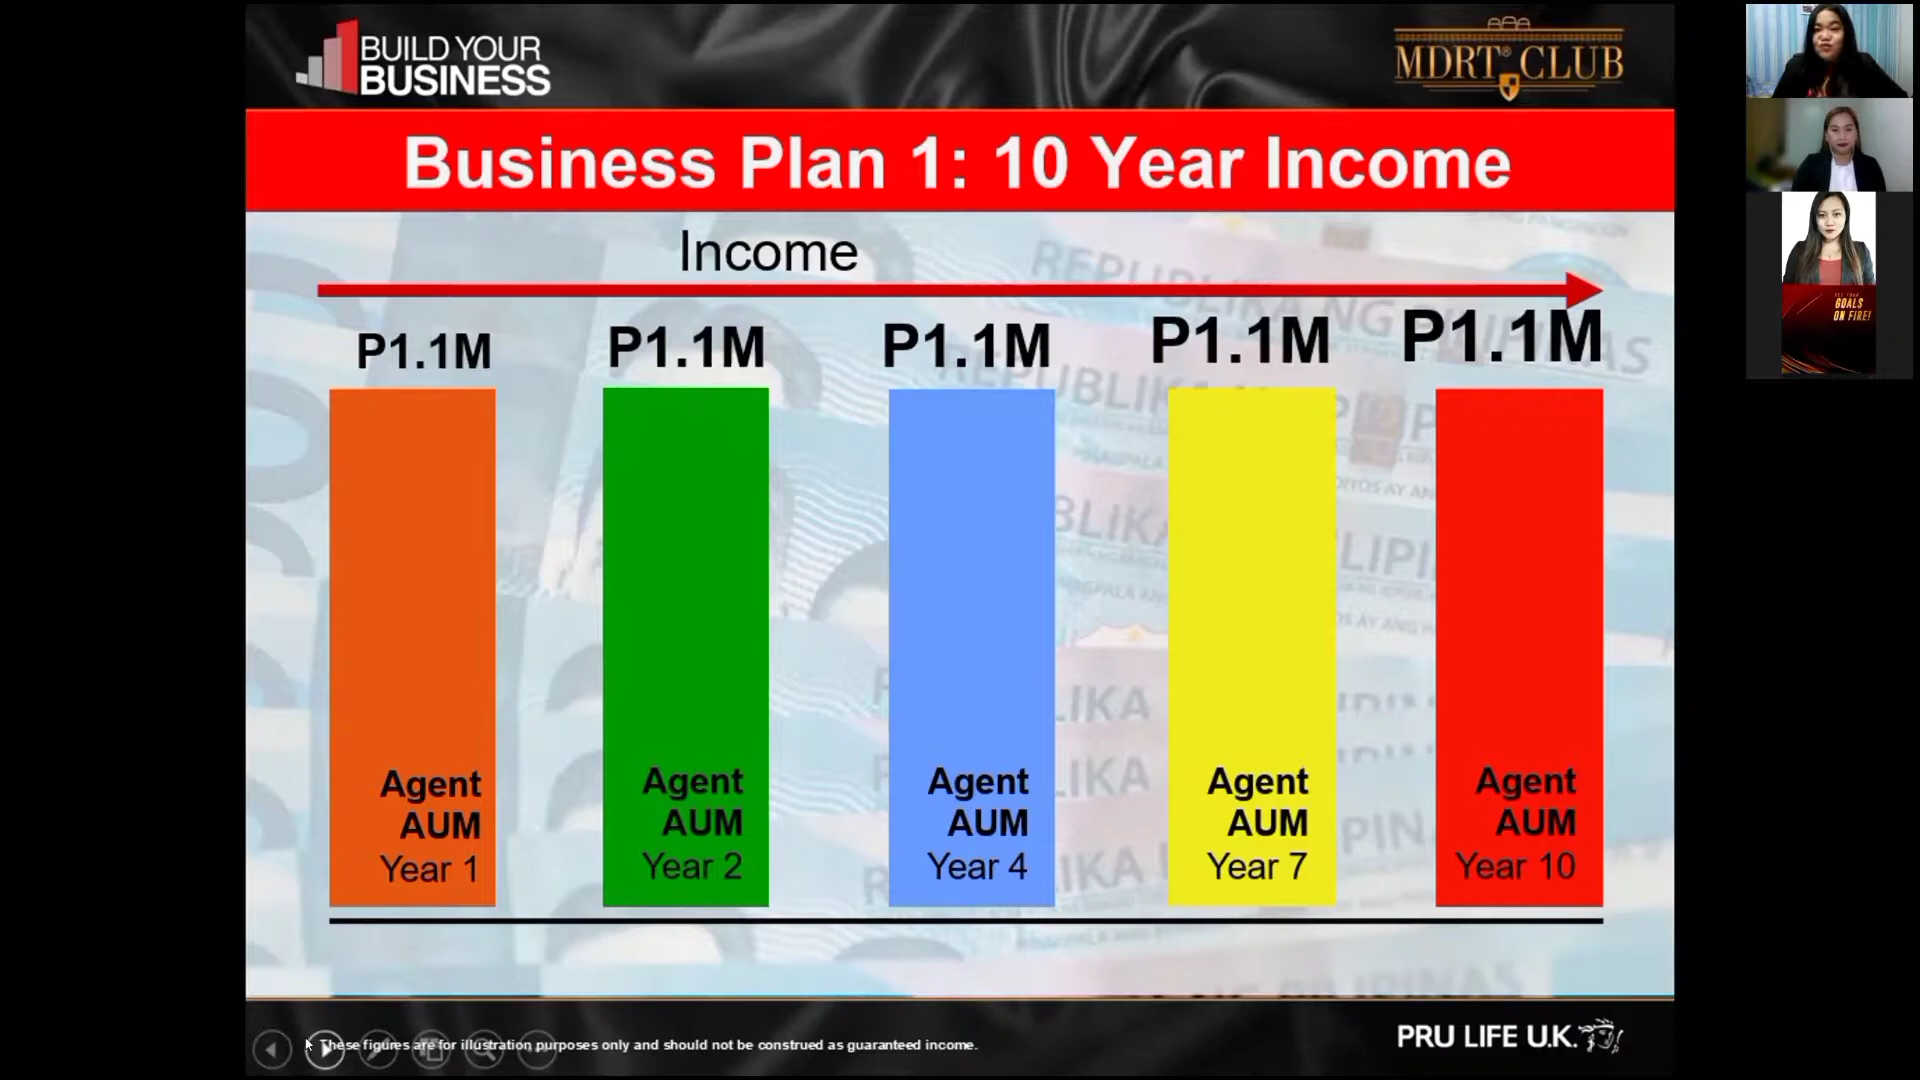 BUILD YOUR
BUSINESS
MDRT® CLUB
Business Plan 1: 10 Year Income
Income
P1.1M
P1.1M
P1.1M
P1.1M
P1.1M
Agent
AUM
Year 1
Agent
AUM
Year 2
Agent
AUM
Year 4
Agent
AUM
Year 7
Agent
AUM
Year 10
These figures are for illustration purposes only and should not be construed as guaranteed income.
PRU LIFE U.K.
GOALS
ON FIRE!
REPUBLIKA NG PILIPINAS